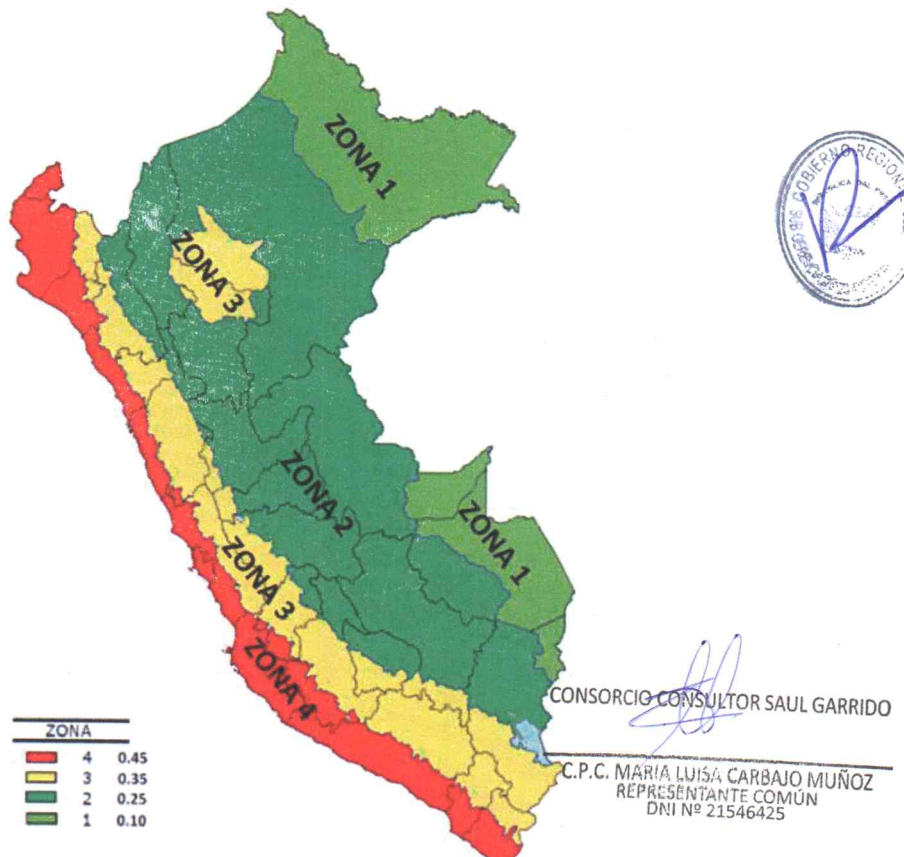 ZONA 1
ZONA 3
ZONA 2
ZONA 1
ZONA 3
ZONA 4
GOBIERNO REGIONAL
CONSORCIO CONSULTOR SAUL GARRIDO
C.P.C. MARIA LUISA CARBAJO MUÑOZ
REPRESENTANTE COMÚN
DNI Nº 21546425
ZONA
4 0.45
3 0.35
2 0.25
1 0.10